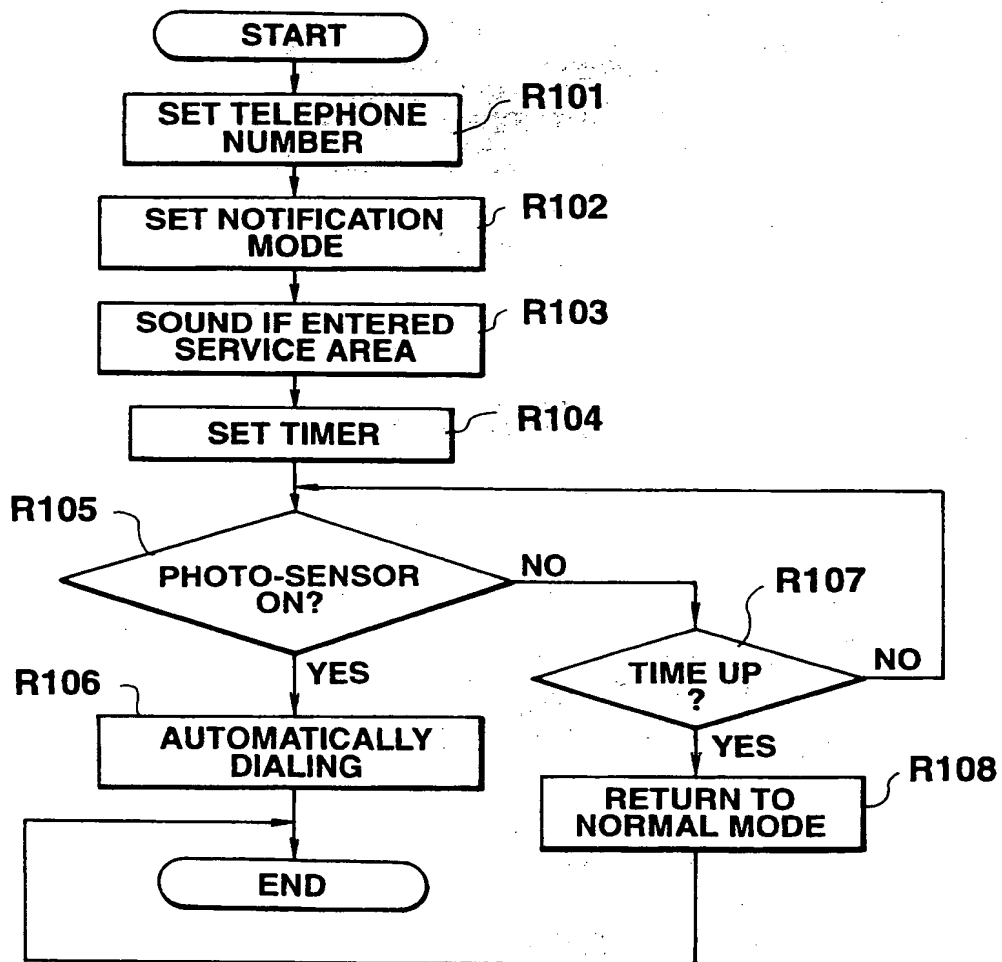 START
R101
SET TELEPHONE
NUMBER
R102
SET NOTIFICATION
MODE
R103
SOUND IF ENTERED
SERVICE AREA
R104
SET TIMER
R105
PHOTO-SENSOR
ON?
NO
R107
TIME UP
?
NO
YES
R106
AUTOMATICALLY
DIALING
YES
R108
RETURN TO
NORMAL MODE
END